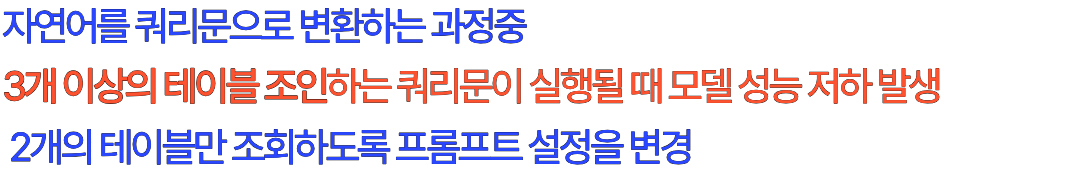 자연어를 쿼리문으로 변환하는 과정중
3개 이상의 테이블 조인하는 쿼리문이 실행될 때 모델 성능 저하 발생
2개의 테이블만 조회하도록 프롬프트 설정을 변경